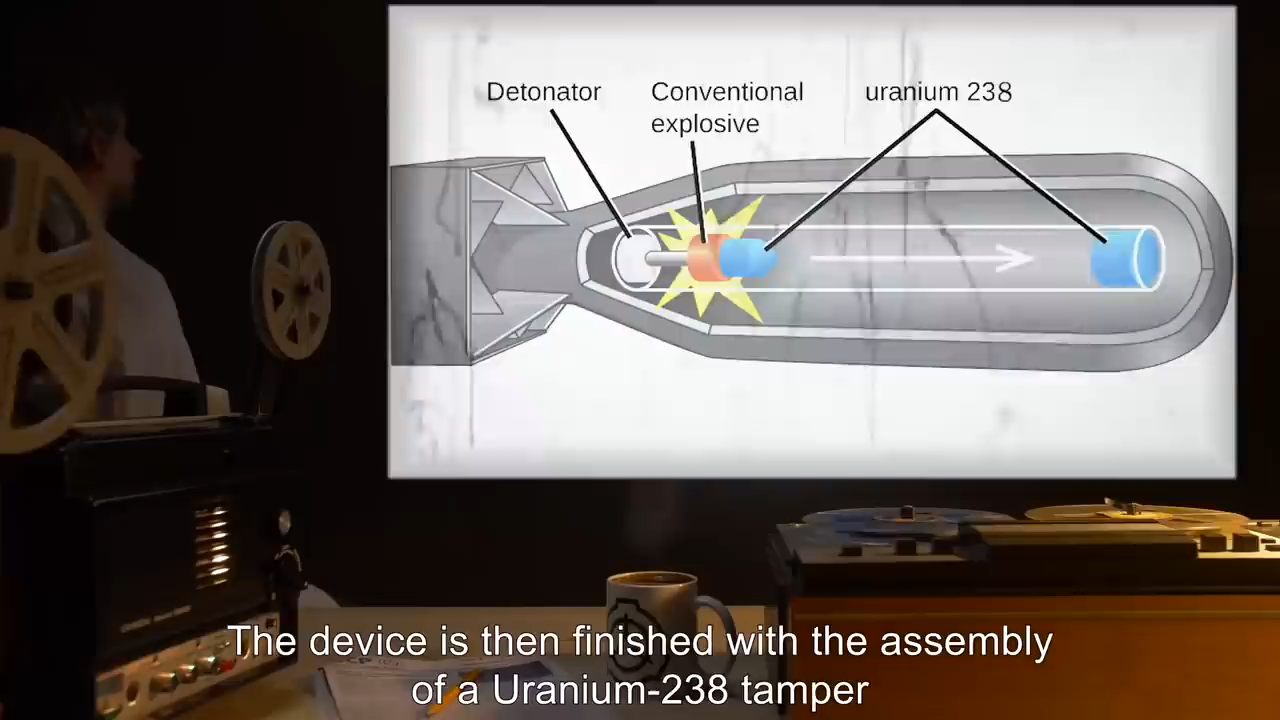 Detonator
Conventional
explosive
uranium 238
The device is then finished with the assembly
of a Uranium-238 tamper